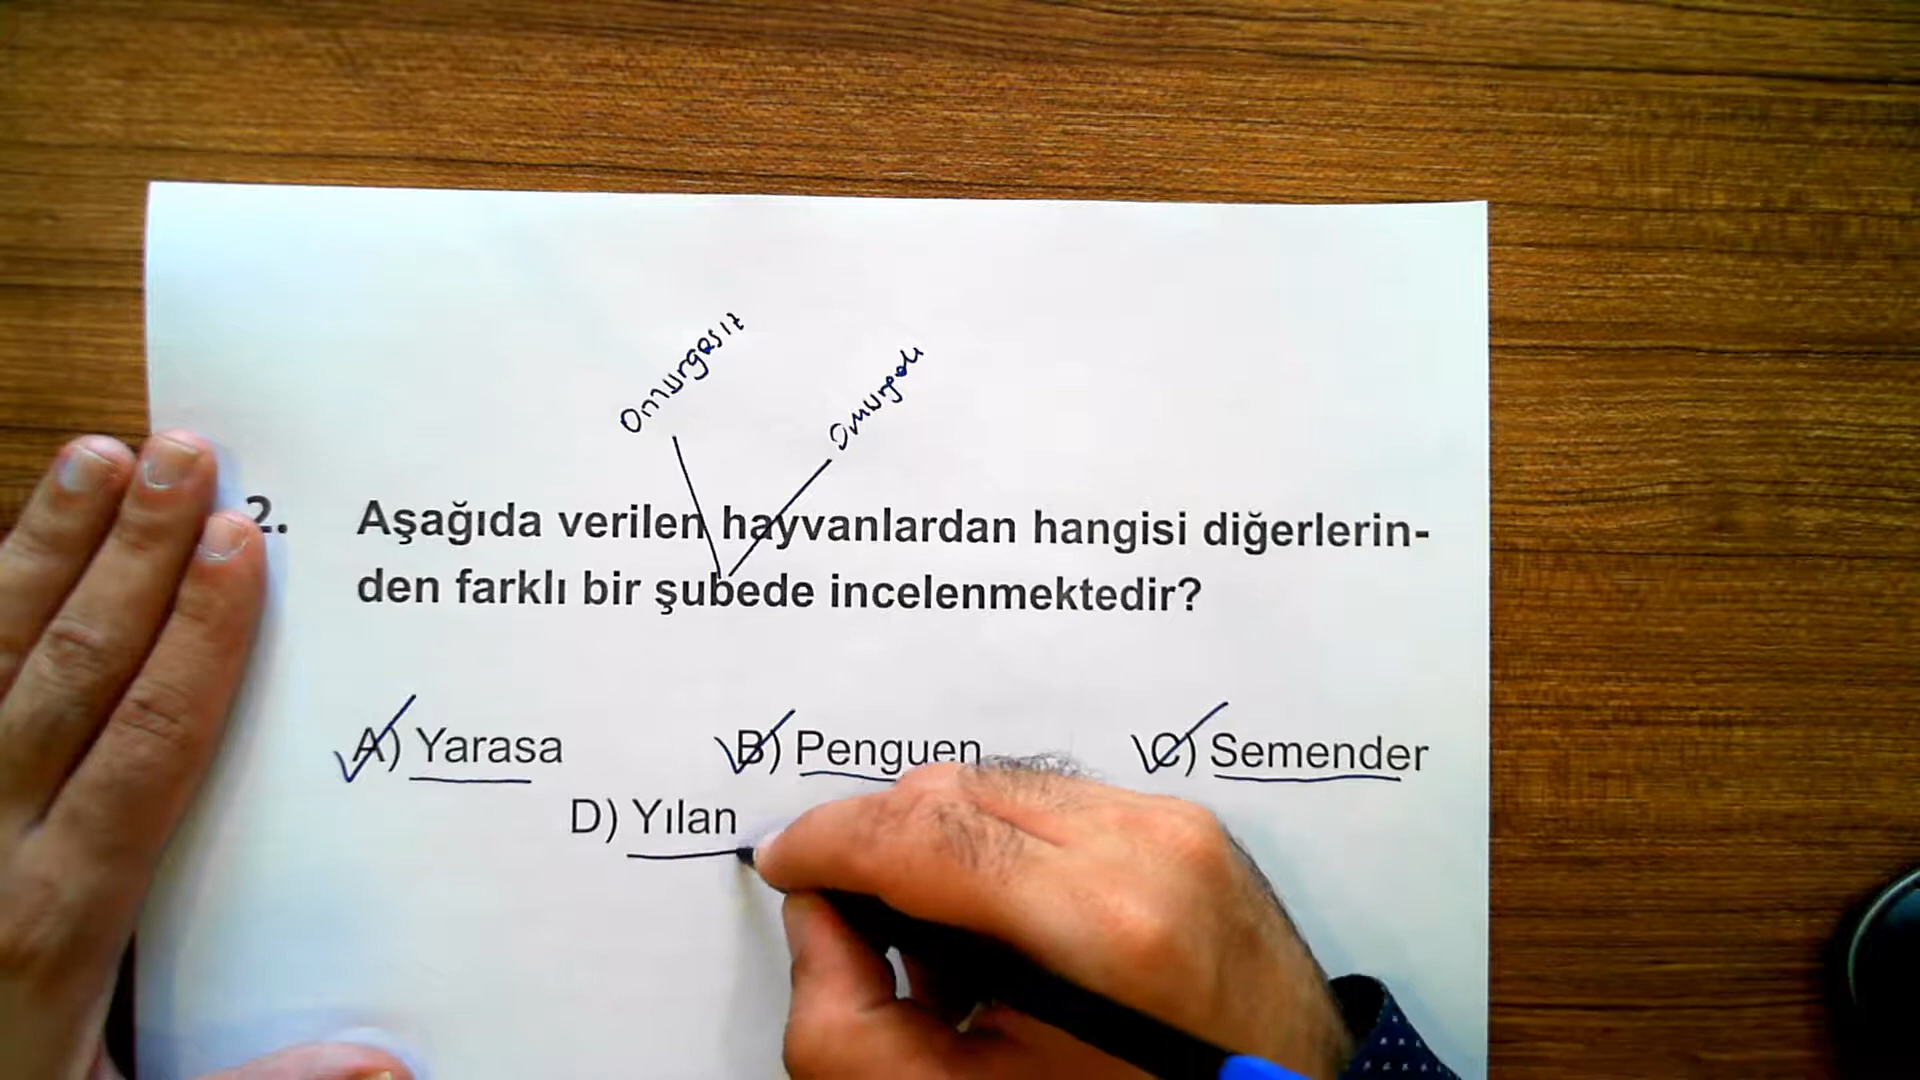 Omurgasız
Omurgalı
2. Aşağıda verilen hayvanlardan hangisi diğerlerin-
den farklı bir şubede incelenmektedir?
A) Yarasa B) Penguen C) Semender
D) Yılan